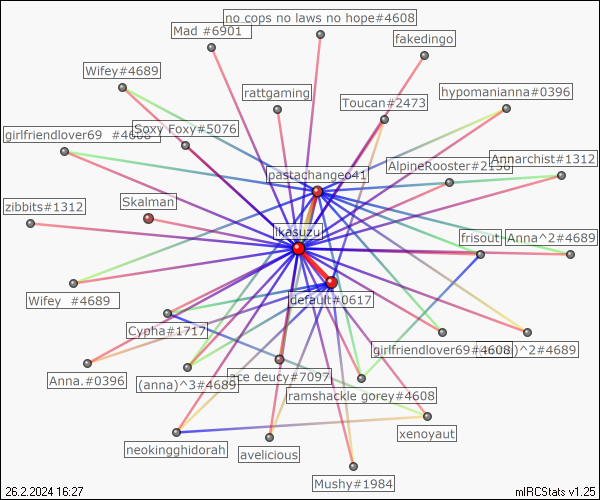 no cops no laws no hope#4608
Mad #6901
fakedingo
Wifey#4689
rattgaming
hypomanianna#0396
Toucan#2473
Soxy Foxy#5076
girlfriendlover69 #4608
Annarchist#1312
AlpineRooster#2138
pastachangeo41
Skalman
zibbits#1312
ikasuzu
frisout
Anna^2#4689
Wifey #4689
default#0617
Cypha#1717
girlfriendlover69#4608
)^2#4689
Anna.#0396
(anna)^3#4689
ace deucy#7097
ramshackle gorey#4608
xenoyaut
neokingghidorah
avelicious
Mushy#1984
26.2.2024 16:27
mIRCStats v1.25